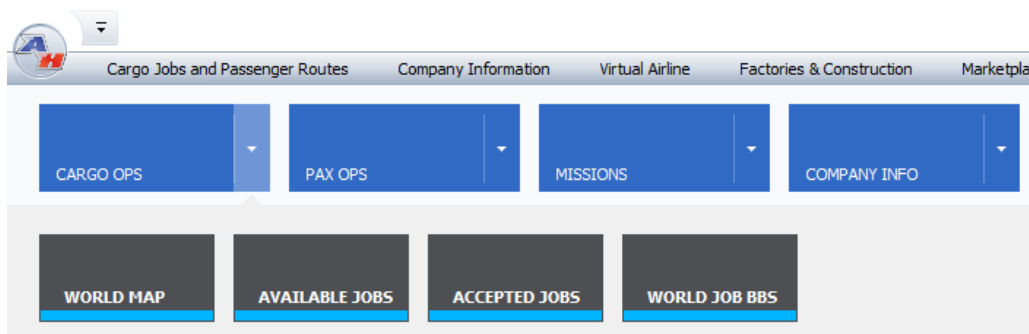 AH
Cargo Jobs and Passenger Routes Company Information Virtual Airline Factories & Construction Marketpla
CARGO OPS PAX OPS MISSIONS COMPANY INFO
WORLD MAP AVAILABLE JOBS ACCEPTED JOBS WORLD JOB BBS